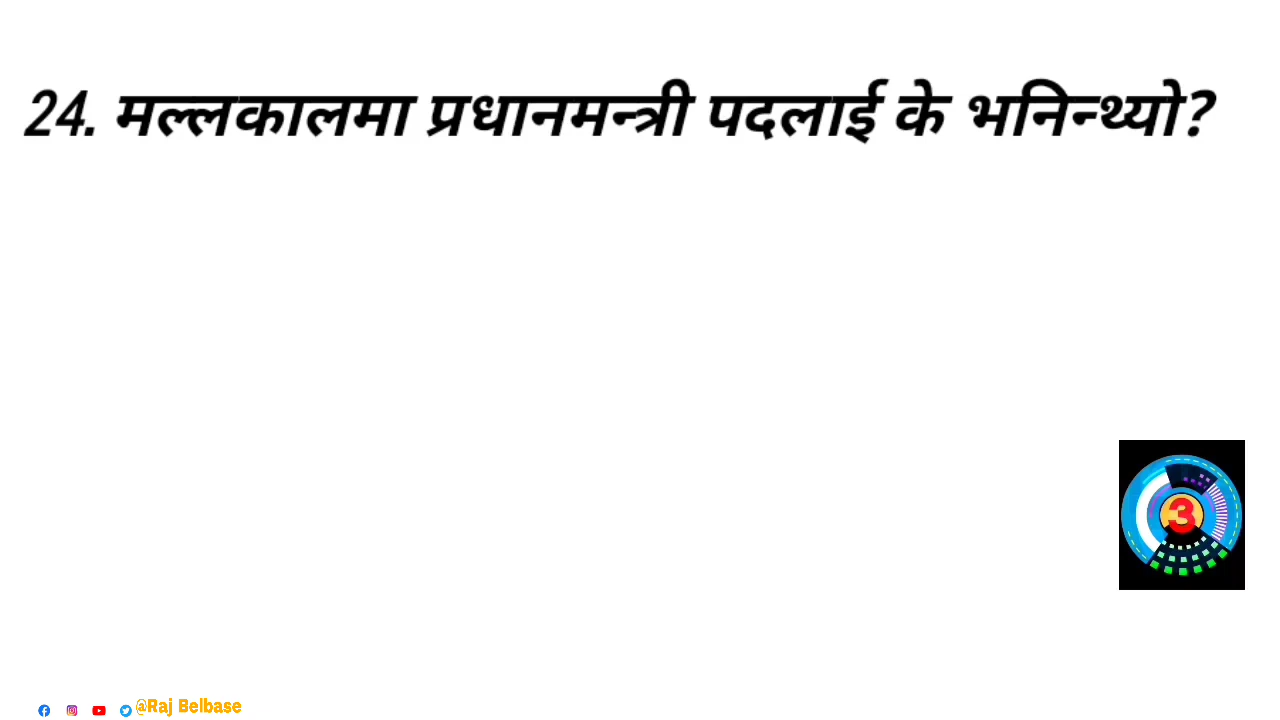 24. मल्लकालमा प्रधानमन्त्री पदलाई के भनिन्थ्यो?
3
@Raj Belbase